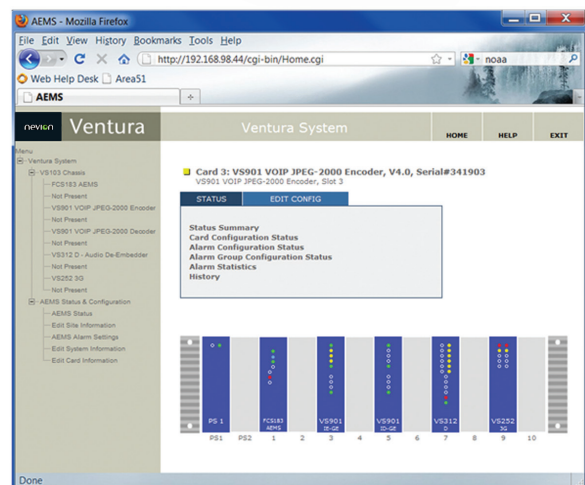 AEMS - Mozilla Firefox
File Edit View History Bookmarks Tools Help
http://192.168.98.44/cgi-bin/Home.cgi
noaa
Web Help Desk Area51
AEMS
nevion Ventura
Ventura System
HOME HELP EXIT
Menu
Ventura System
VS103 Chassis
FCS183 AEMS
Not Present
VS901 VOIP JPEG-2000 Encoder
Not Present
VS901 VOIP JPEG-2000 Decoder
Not Present
VS312 D - Audio De-Embedder
Not Present
VS252 3G
Not Present
AEMS Status & Configuration
AEMS Status
Edit Site Information
AEMS Alarm Settings
Edit System Information
Edit Card Information
Card 3: VS901 VOIP JPEG-2000 Encoder, V4.0, Serial#341903
VS901 VOIP JPEG-2000 Encoder, Slot 3
STATUS EDIT CONFIG
Status Summary
Card Configuration Status
Alarm Configuration Status
Alarm Group Configuration Status
Alarm Statistics
History
PS 1 FCS183 AEMS VS901 IE-GE VS901 ID-GE VS312 D VS252 3G
PS1 PS2 1 2 3 4 5 6 7 8 9 10
Done